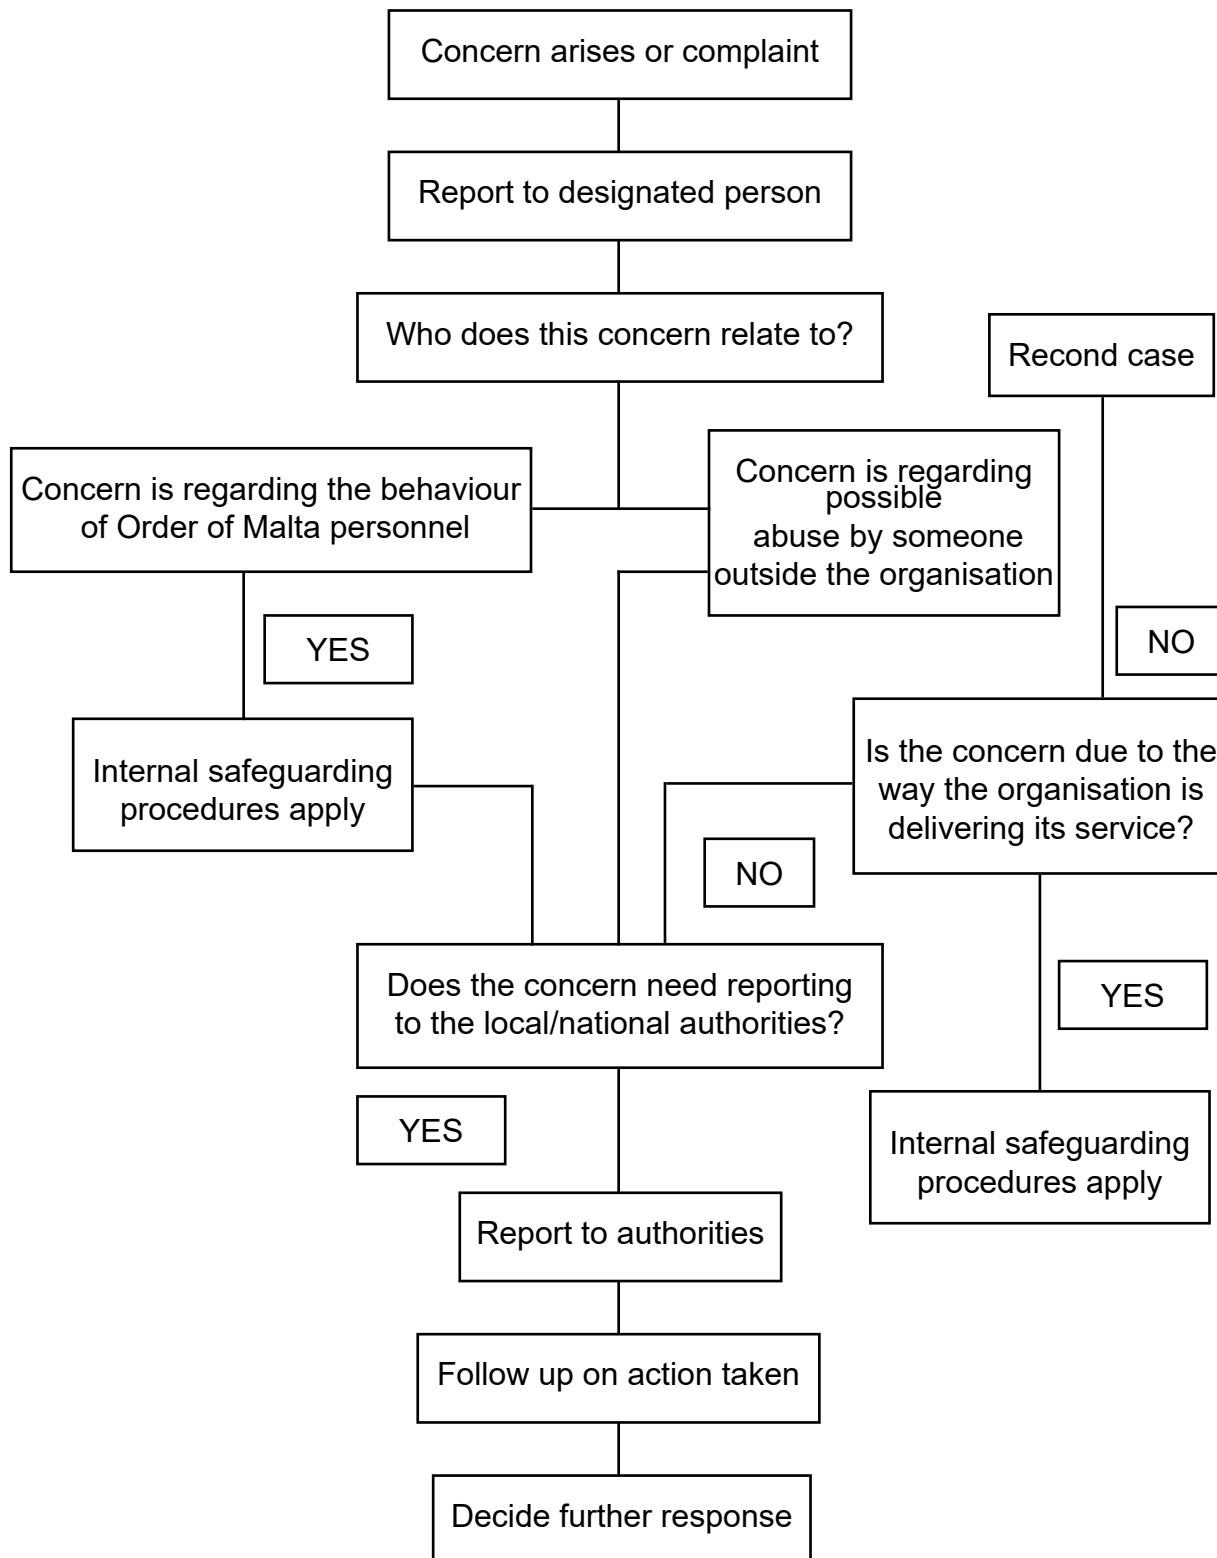 Concern arises or complaint
Report to designated person
Who does this concern relate to?
Recond case
Concern is regarding the behaviour
of Order of Malta personnel
Concern is regarding
possible
abuse by someone
outside the organisation
YES
NO
Internal safeguarding
procedures apply
Is the concern due to the
way the organisation is
delivering its service?
NO
Does the concern need reporting
to the local/national authorities?
YES
YES
Internal safeguarding
procedures apply
Report to authorities
Follow up on action taken
Decide further response